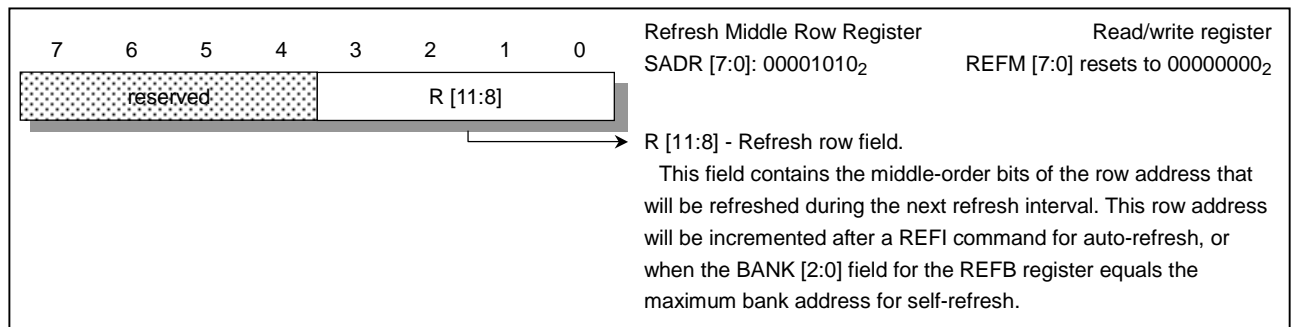 7 6 5 4 3 2 1 0
reserved R [11:8]
Refresh Middle Row Register Read/write register
SADR [7:0]: 00001010₂ REFM [7:0] resets to 00000000₂
R [11:8] - Refresh row field.
This field contains the middle-order bits of the row address that
will be refreshed during the next refresh interval. This row address
will be incremented after a REFI command for auto-refresh, or
when the BANK [2:0] field for the REFB register equals the
maximum bank address for self-refresh.